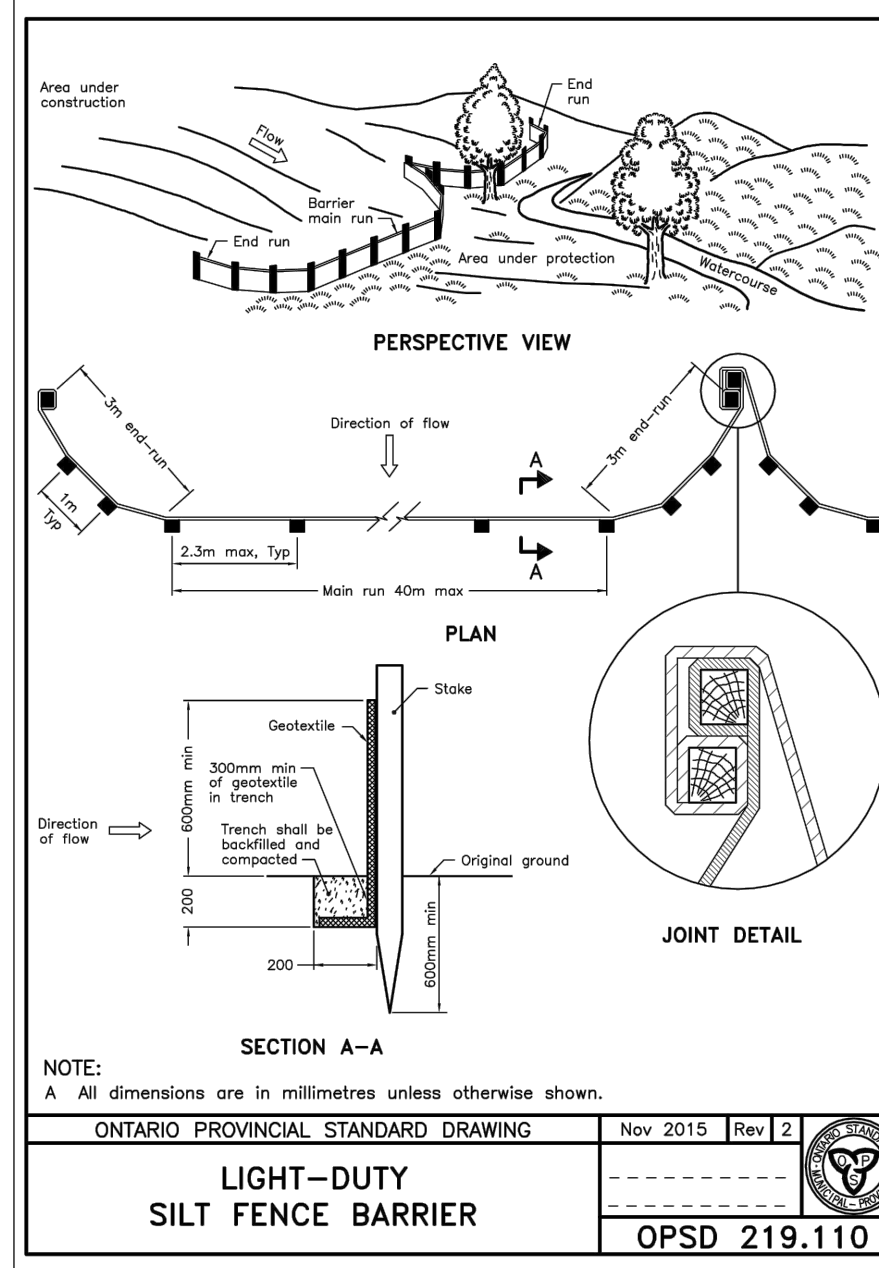 Area under
construction
Flow
End
run
Barrier
main run
End run
Area under protection
Watercourse
PERSPECTIVE VIEW
3m end-run
Direction of flow
3m end-run
A
1m
Typ
2.3m max, Typ
A
Main run 40m max
PLAN
Stake
Geotextile
600mm min
300mm min
of geotextile
in trench
Direction
of flow
Trench shall be
backfilled and
compacted
Original ground
200
600mm min
200
JOINT DETAIL
SECTION A-A
NOTE:
A All dimensions are in millimetres unless otherwise shown.
ONTARIO PROVINCIAL STANDARD DRAWING
Nov 2015 Rev 2
LIGHT-DUTY
SILT FENCE BARRIER
OPS
OPSD 219.110